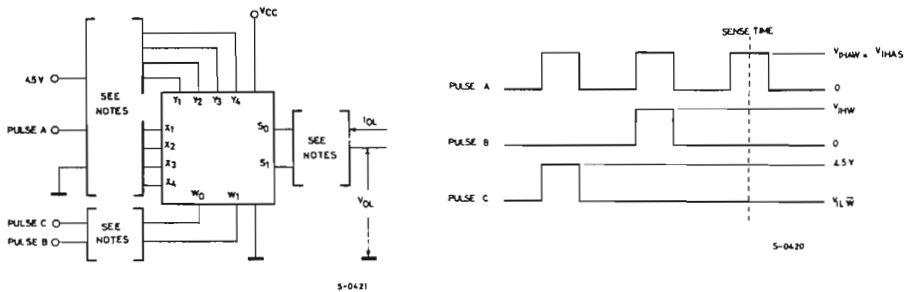 VCC
4.5V
SEE
NOTES
Y1 Y2 Y3 Y4
PULSE A
X1
X2
X3
X4
S0
S1
SEE
NOTES
IOL
VOL
W0 W1
PULSE C
PULSE B
SEE
NOTES
S-0421
SENSE TIME
PULSE A
VIHAW = VIHAS
0
PULSE B
VIHW
0
PULSE C
4.5V
VIL W̅
S-0420